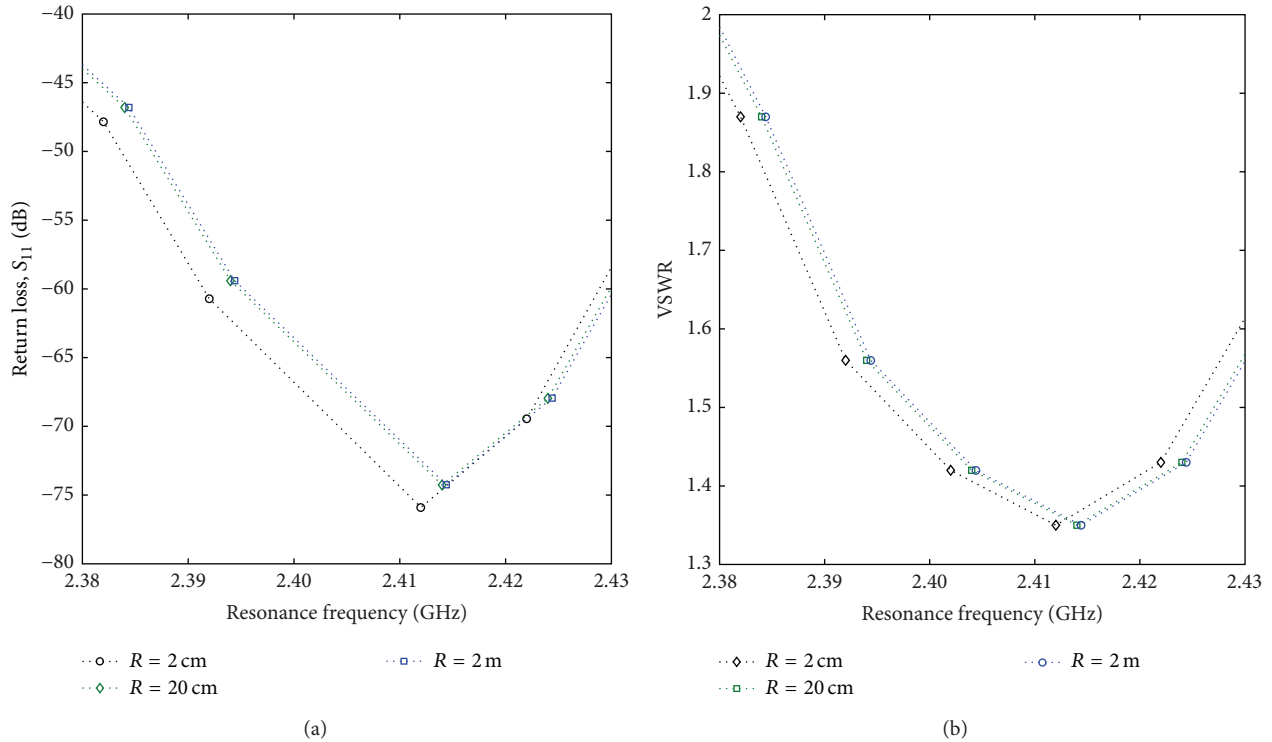 −40
−45
−50
−55
−60
−65
−70
−75
−80
Return loss, S11 (dB)
2.38 2.39 2.40 2.41 2.42 2.43
Resonance frequency (GHz)
R = 2 cm
R = 20 cm
R = 2 m
(a)
2
1.9
1.8
1.7
1.6
1.5
1.4
1.3
VSWR
2.38 2.39 2.40 2.41 2.42 2.43
Resonance frequency (GHz)
R = 2 cm
R = 20 cm
R = 2 m
(b)